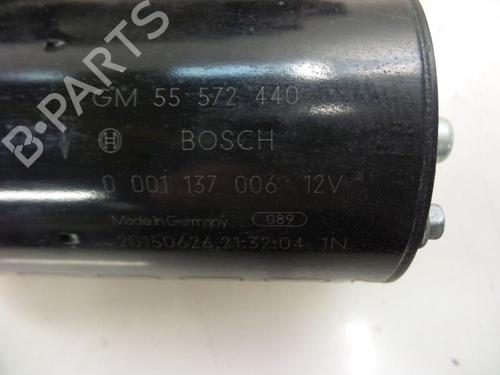 B-Parts
GM 55 572 440
BOSCH
0 001 137 006 12V
Made in Germany 089
20150626 21:32:04 1N